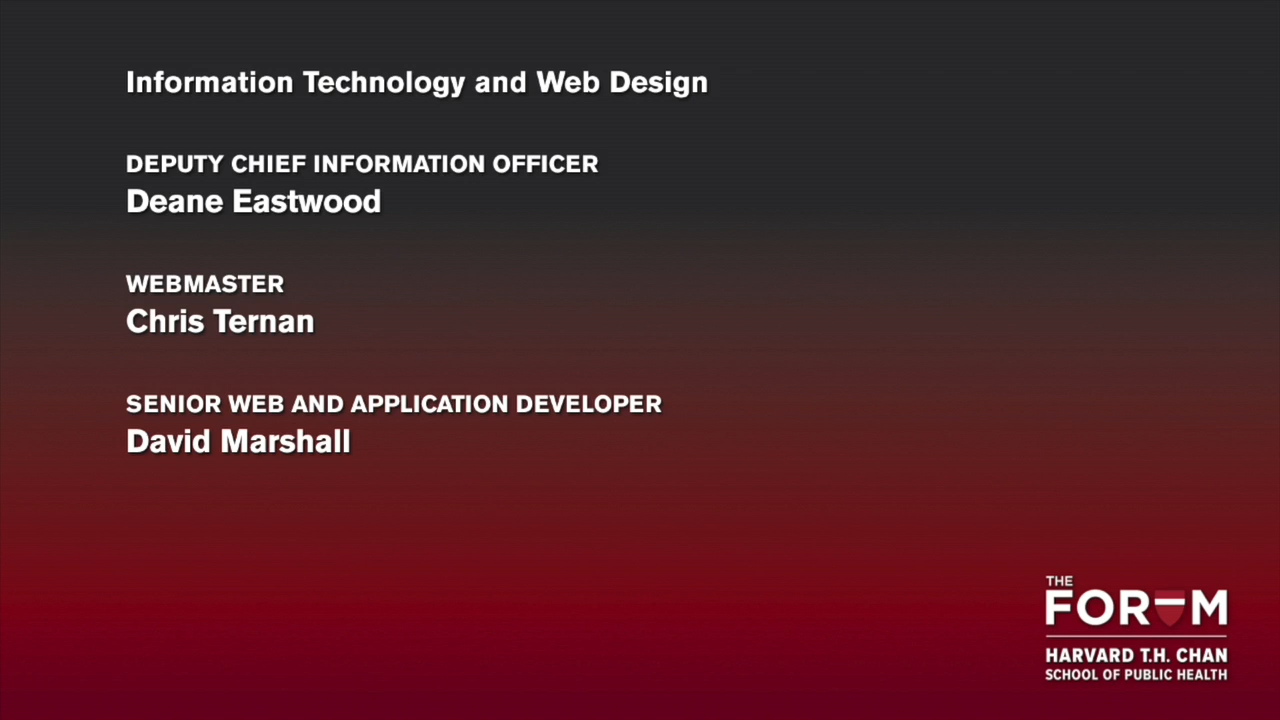 Information Technology and Web Design
DEPUTY CHIEF INFORMATION OFFICER
Deane Eastwood
WEBMASTER
Chris Ternan
SENIOR WEB AND APPLICATION DEVELOPER
David Marshall
THE
FORUM
HARVARD T.H. CHAN
SCHOOL OF PUBLIC HEALTH